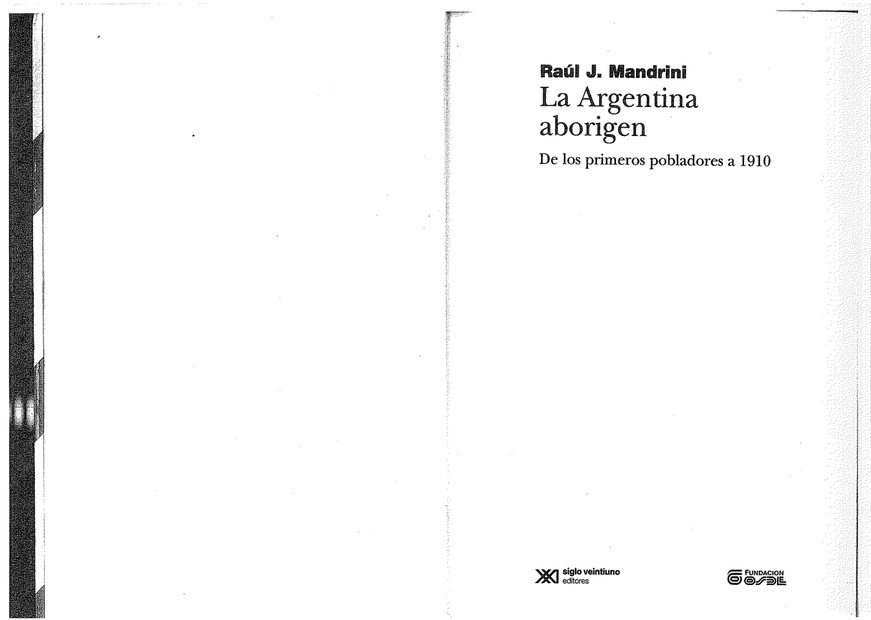 Raúl J. Mandrini
La Argentina
aborigen
De los primeros pobladores a 1910
siglo veintiuno
editores
FUNDACION
OSDE